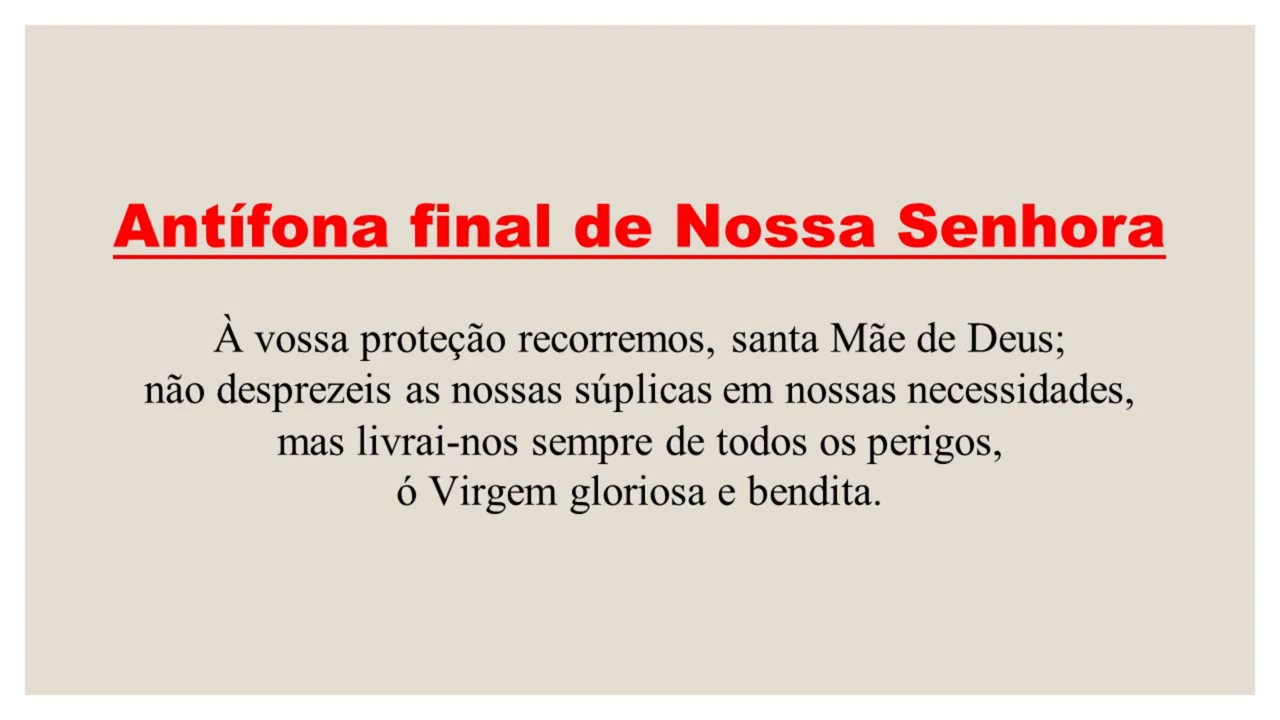 Antífona final de Nossa Senhora
À vossa proteção recorremos, santa Mãe de Deus;
não desprezeis as nossas súplicas em nossas necessidades,
mas livrai-nos sempre de todos os perigos,
ó Virgem gloriosa e bendita.